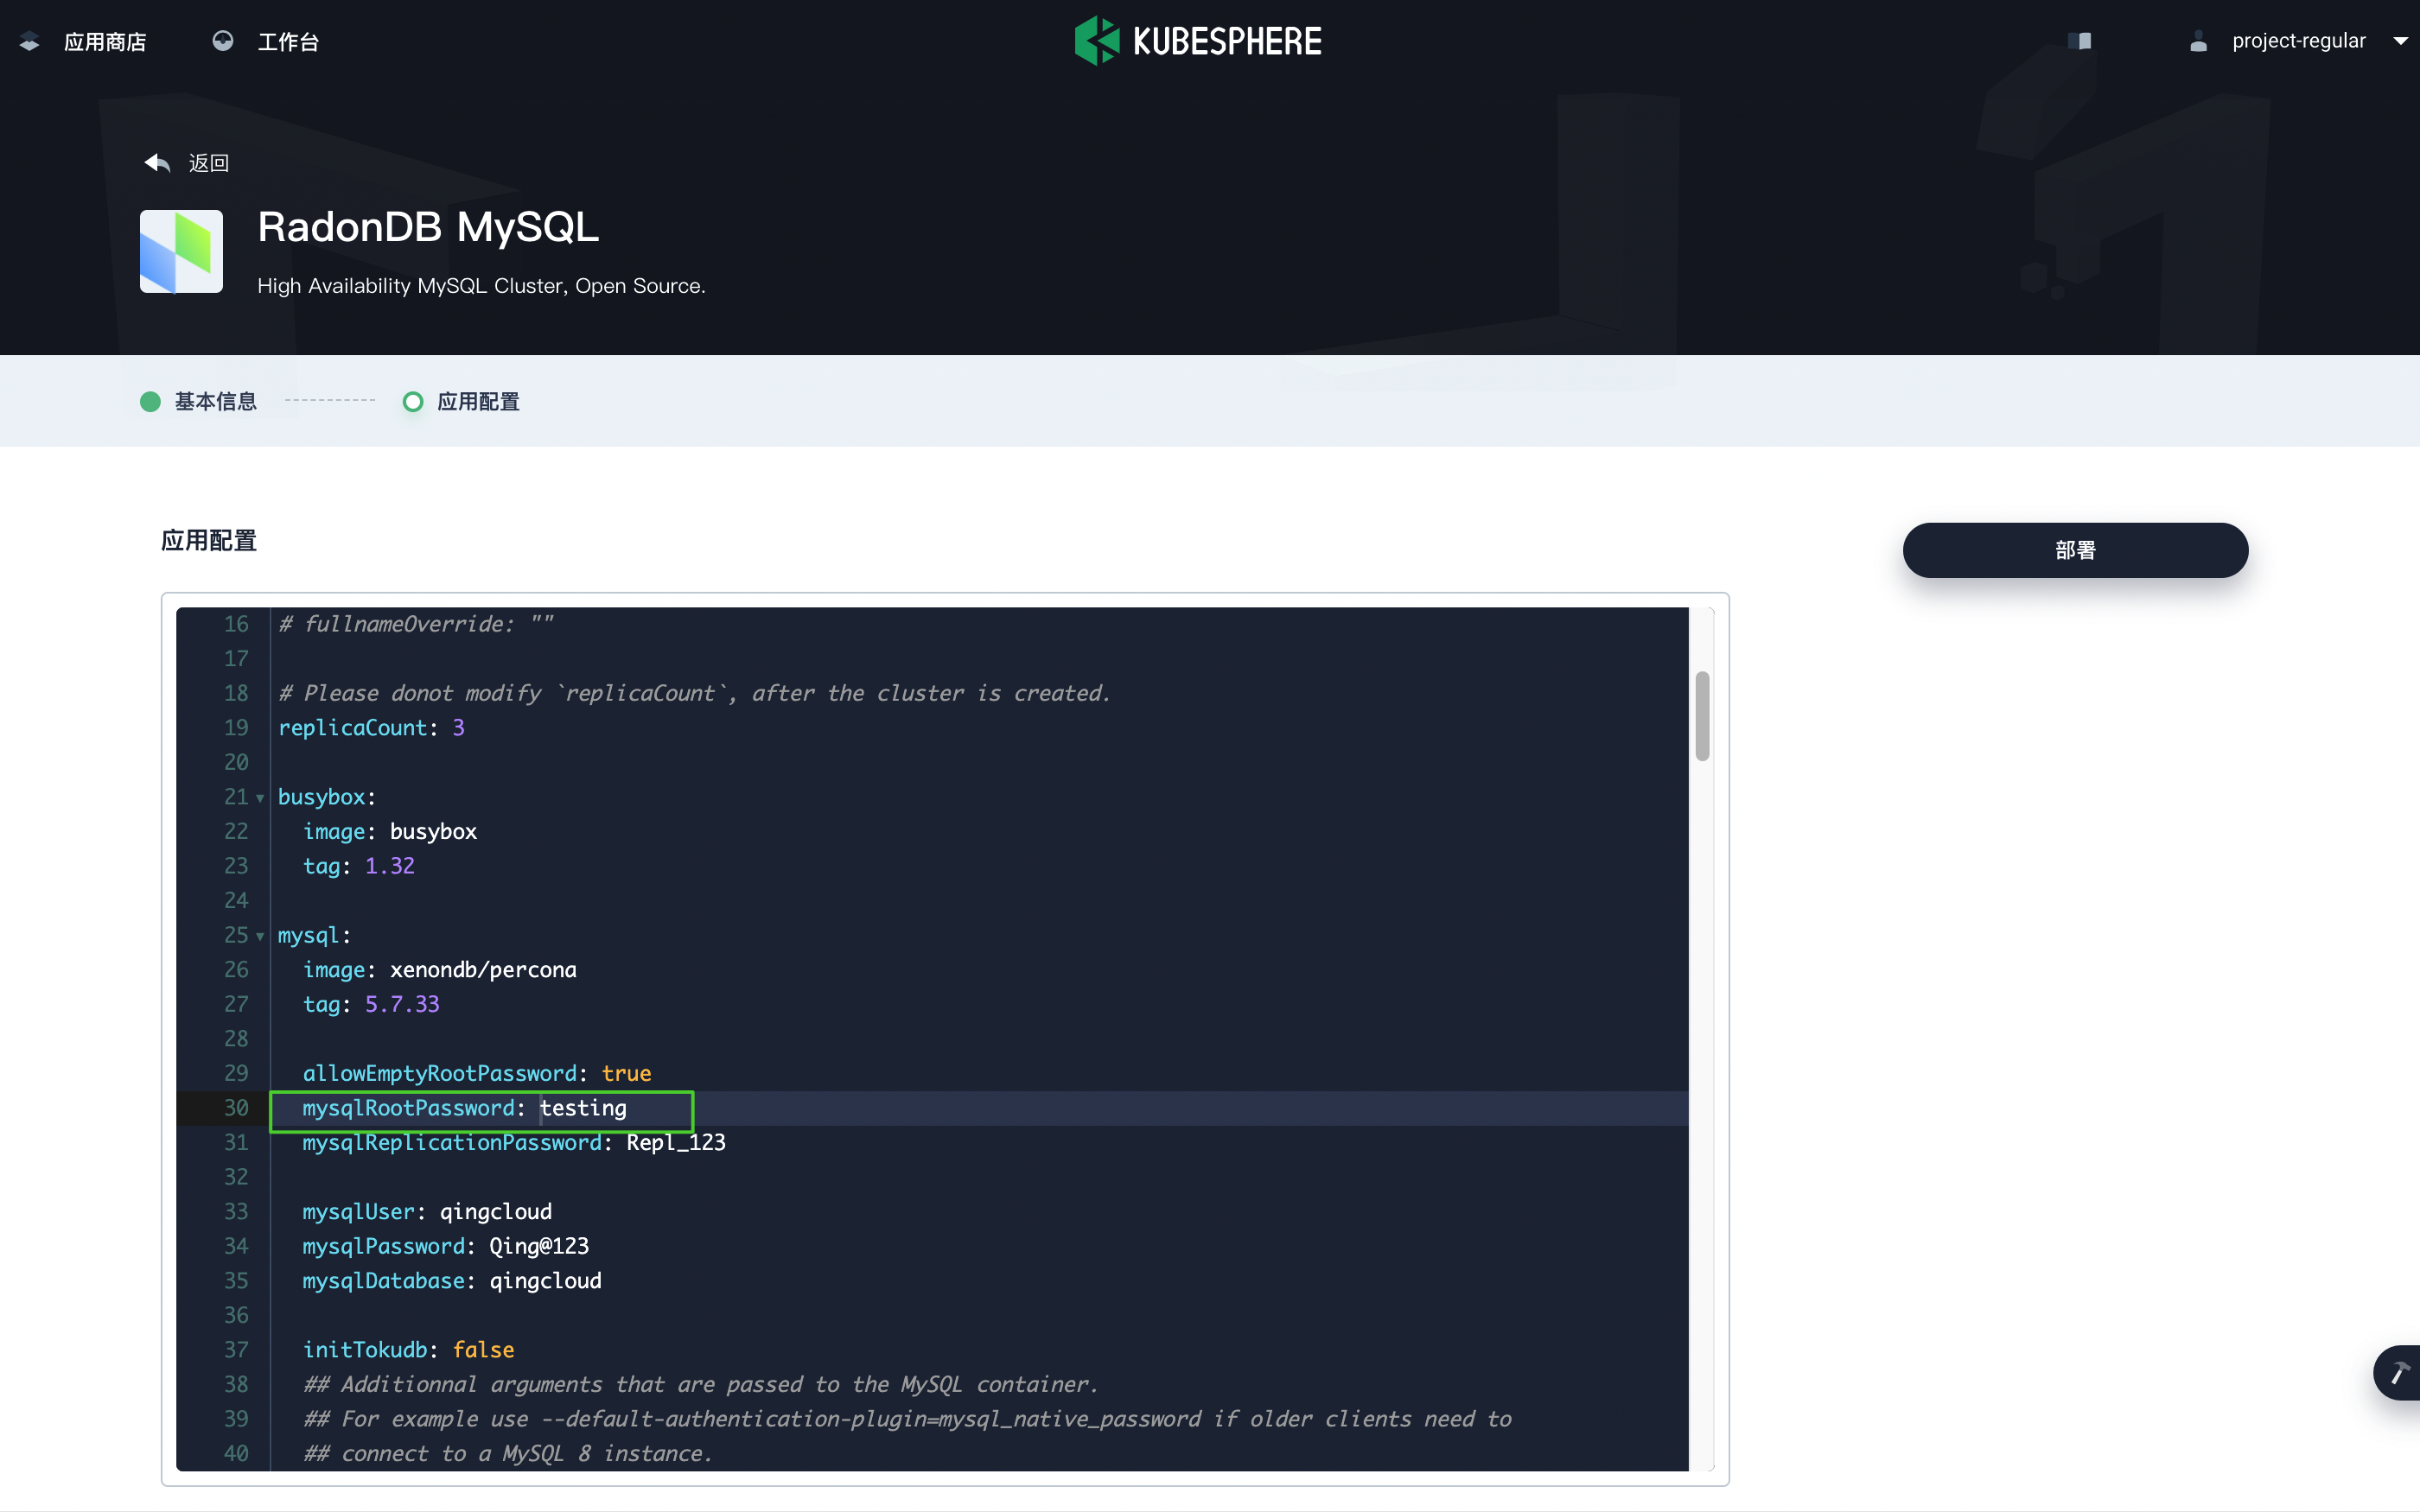 应用商店
工作台
KUBESPHERE
project-regular
返回
RadonDB MySQL
High Availability MySQL Cluster, Open Source.
基本信息
应用配置
应用配置
部署
16 # fullnameOverride: ""
17
18 # Please donot modify `replicaCount`, after the cluster is created.
19 replicaCount: 3
20
21 busybox:
22 image: busybox
23 tag: 1.32
24
25 mysql:
26 image: xenondb/percona
27 tag: 5.7.33
28
29 allowEmptyRootPassword: true
30 mysqlRootPassword: testing
31 mysqlReplicationPassword: Repl_123
32
33 mysqlUser: qingcloud
34 mysqlPassword: Qing@123
35 mysqlDatabase: qingcloud
36
37 initTokudb: false
38 ## Additionnal arguments that are passed to the MySQL container.
39 ## For example use --default-authentication-plugin=mysql_native_password if older clients need to
40 ## connect to a MySQL 8 instance.